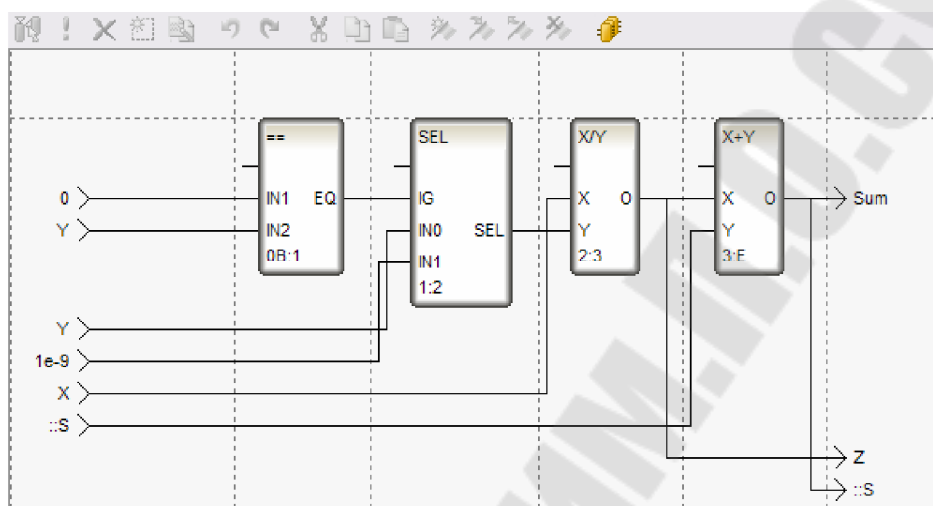 == SEL X/Y X+Y
0 IN1 EQ IG X O X O Sum
Y IN2 IN0 SEL Y Y
0B:1 IN1 2:3 3:E
1:2
Y
1e-9
X
::S
Z
::S